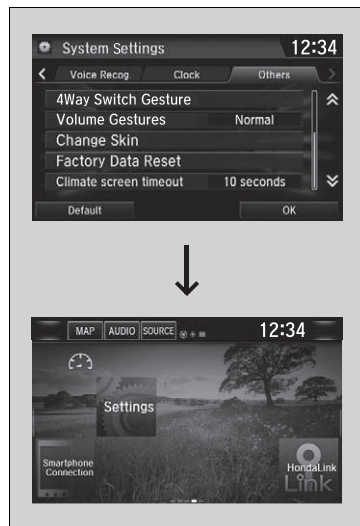 System Settings 12:34
Voice Recog. Clock Others
4Way Switch Gesture
Volume Gestures Normal
Change Skin
Factory Data Reset
Climate screen timeout 10 seconds
Default OK
MAP AUDIO SOURCE 12:34
Settings
Smartphone
Connection
HondaLink
Link